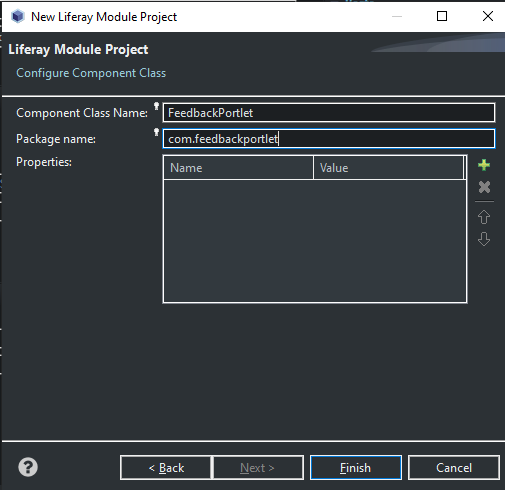 New Liferay Module Project
Liferay Module Project
Configure Component Class
Component Class Name: FeedbackPortlet
Package name: com.feedbackportlet
Properties:
Name Value
< Back Next > Finish Cancel